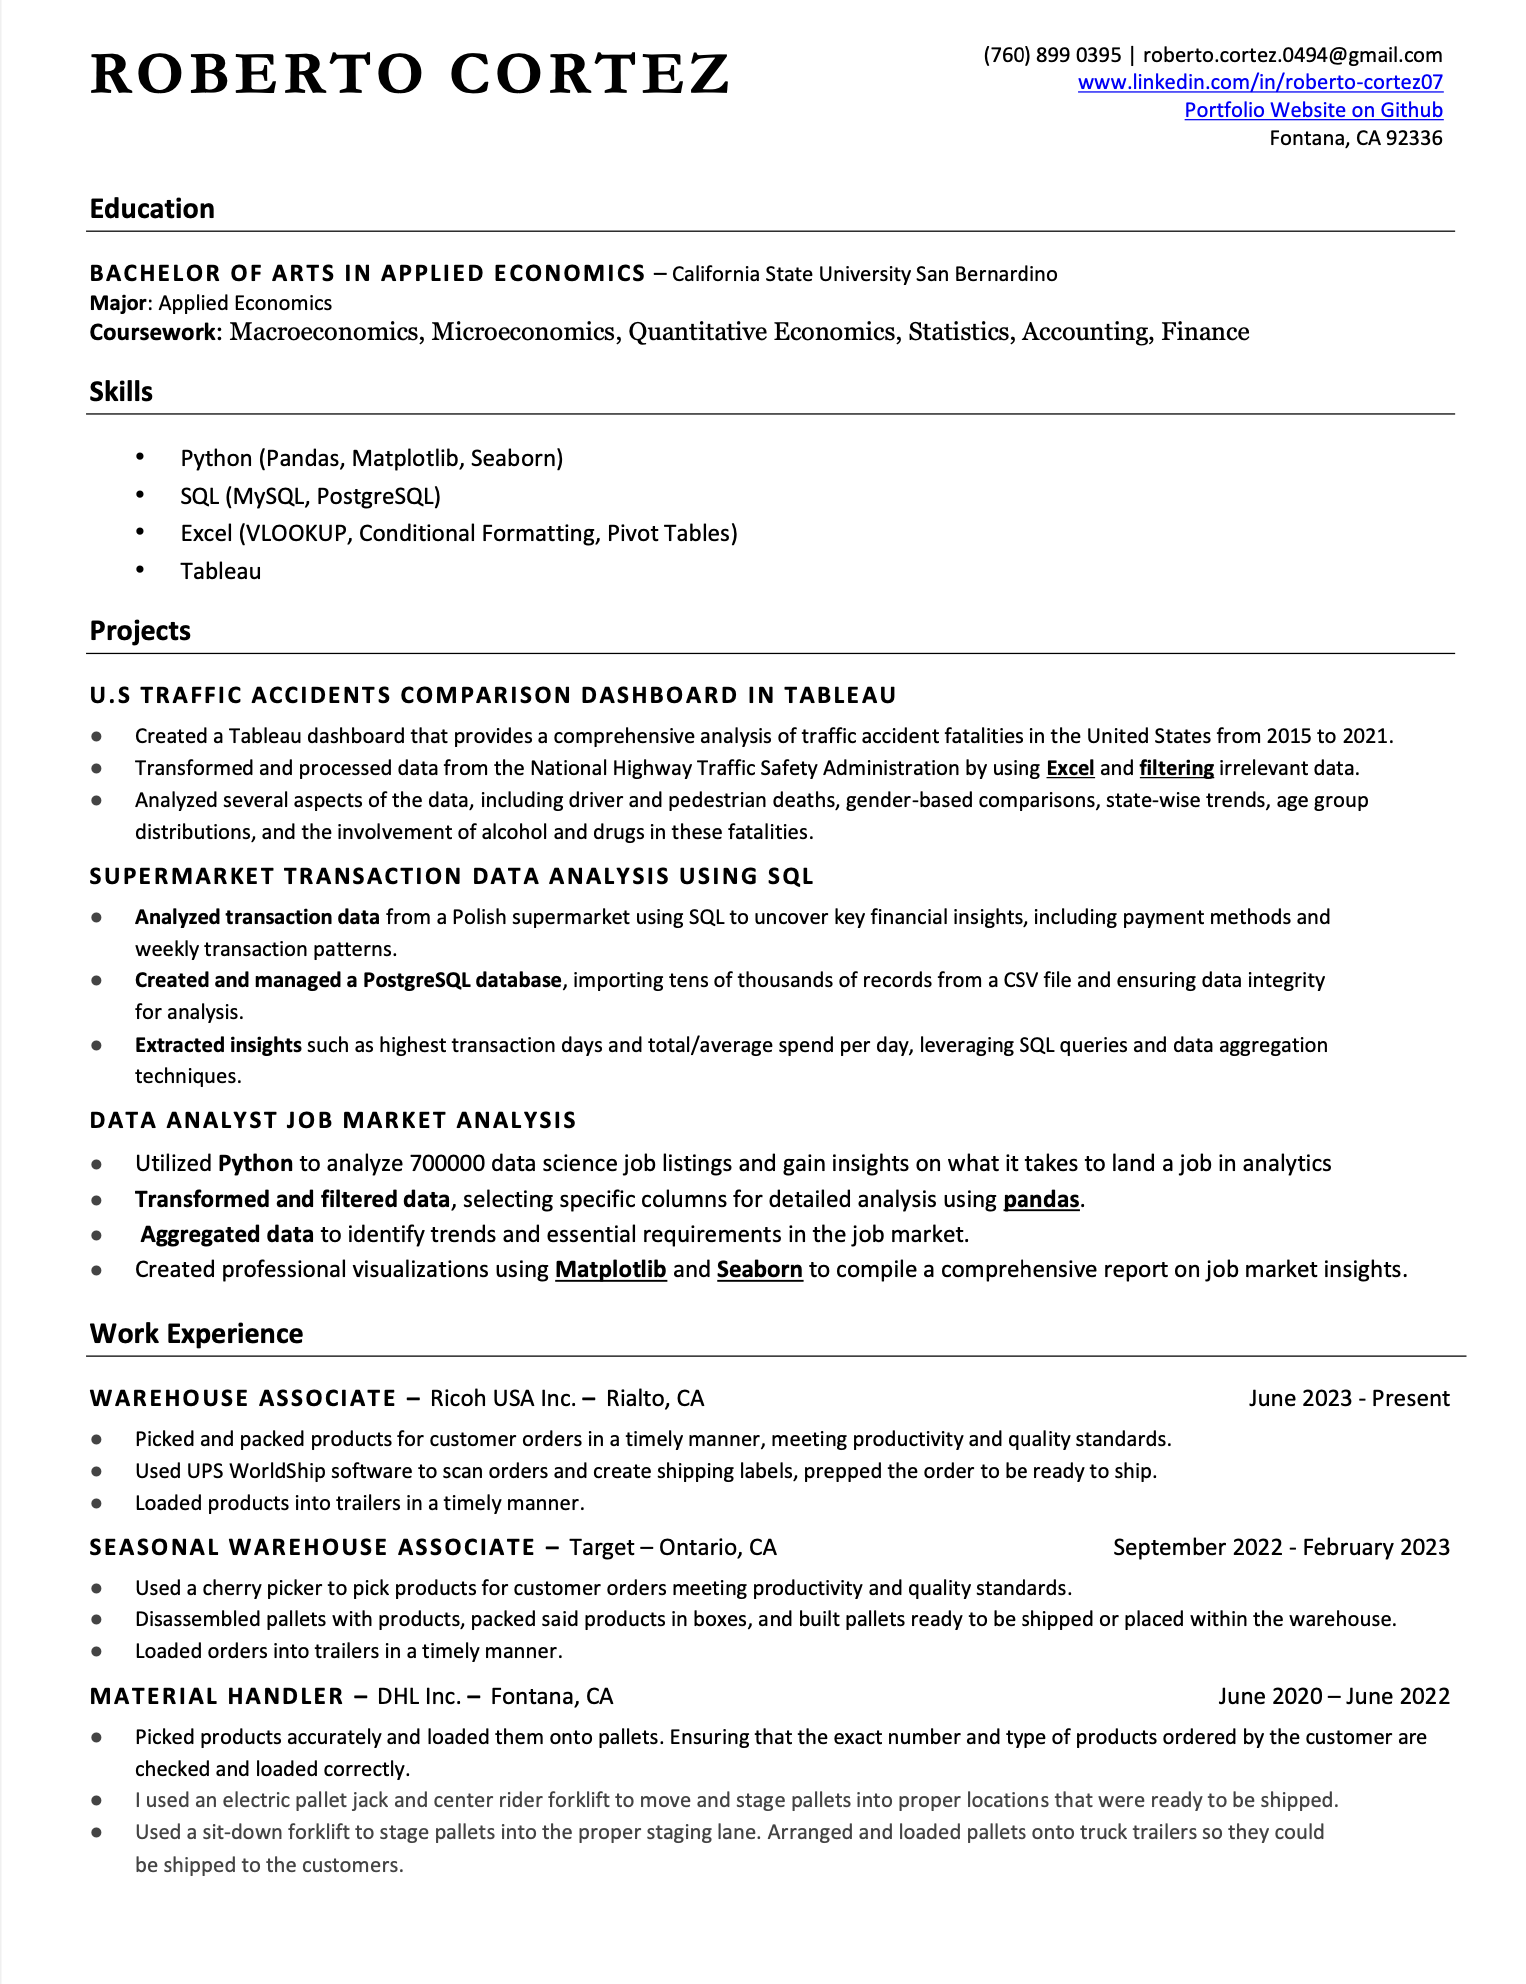 ROBERTO CORTEZ
(760) 899 0395 | roberto.cortez.0494@gmail.com
www.linkedin.com/in/roberto-cortez07
Portfolio Website on Github
Fontana, CA 92336
Education
BACHELOR OF ARTS IN APPLIED ECONOMICS – California State University San Bernardino
Major: Applied Economics
Coursework: Macroeconomics, Microeconomics, Quantitative Economics, Statistics, Accounting, Finance
Skills
• Python (Pandas, Matplotlib, Seaborn)
• SQL (MySQL, PostgreSQL)
• Excel (VLOOKUP, Conditional Formatting, Pivot Tables)
• Tableau
Projects
U.S TRAFFIC ACCIDENTS COMPARISON DASHBOARD IN TABLEAU
● Created a Tableau dashboard that provides a comprehensive analysis of traffic accident fatalities in the United States from 2015 to 2021.
● Transformed and processed data from the National Highway Traffic Safety Administration by using Excel and filtering irrelevant data.
● Analyzed several aspects of the data, including driver and pedestrian deaths, gender-based comparisons, state-wise trends, age group
distributions, and the involvement of alcohol and drugs in these fatalities.
SUPERMARKET TRANSACTION DATA ANALYSIS USING SQL
● Analyzed transaction data from a Polish supermarket using SQL to uncover key financial insights, including payment methods and
weekly transaction patterns.
● Created and managed a PostgreSQL database, importing tens of thousands of records from a CSV file and ensuring data integrity
for analysis.
● Extracted insights such as highest transaction days and total/average spend per day, leveraging SQL queries and data aggregation
techniques.
DATA ANALYST JOB MARKET ANALYSIS
● Utilized Python to analyze 700000 data science job listings and gain insights on what it takes to land a job in analytics
● Transformed and filtered data, selecting specific columns for detailed analysis using pandas.
● Aggregated data to identify trends and essential requirements in the job market.
● Created professional visualizations using Matplotlib and Seaborn to compile a comprehensive report on job market insights.
Work Experience
WAREHOUSE ASSOCIATE – Ricoh USA Inc. – Rialto, CA June 2023 - Present
● Picked and packed products for customer orders in a timely manner, meeting productivity and quality standards.
● Used UPS WorldShip software to scan orders and create shipping labels, prepped the order to be ready to ship.
● Loaded products into trailers in a timely manner.
SEASONAL WAREHOUSE ASSOCIATE – Target – Ontario, CA September 2022 - February 2023
● Used a cherry picker to pick products for customer orders meeting productivity and quality standards.
● Disassembled pallets with products, packed said products in boxes, and built pallets ready to be shipped or placed within the warehouse.
● Loaded orders into trailers in a timely manner.
MATERIAL HANDLER – DHL Inc. – Fontana, CA June 2020 – June 2022
● Picked products accurately and loaded them onto pallets. Ensuring that the exact number and type of products ordered by the customer are
checked and loaded correctly.
● I used an electric pallet jack and center rider forklift to move and stage pallets into proper locations that were ready to be shipped.
● Used a sit-down forklift to stage pallets into the proper staging lane. Arranged and loaded pallets onto truck trailers so they could
be shipped to the customers.